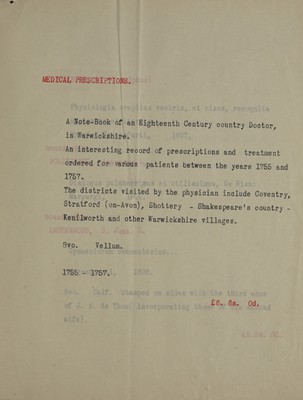 MEDICAL PRESCRIPTIONS.
A Note-Book of an Eighteenth Century country Doctor,
in Warwickshire.
An interesting record of prescriptions and treatment
ordered for various patients between the years 1755 and
1757.
The districts visited by the physician include Coventry,
Stratford (on-Avon), Shottery - Shakespeare's country -
Kenilworth and other Warwickshire villages.
8vo. Vellum.
1755 - 1757.
£6. 6s. 0d.